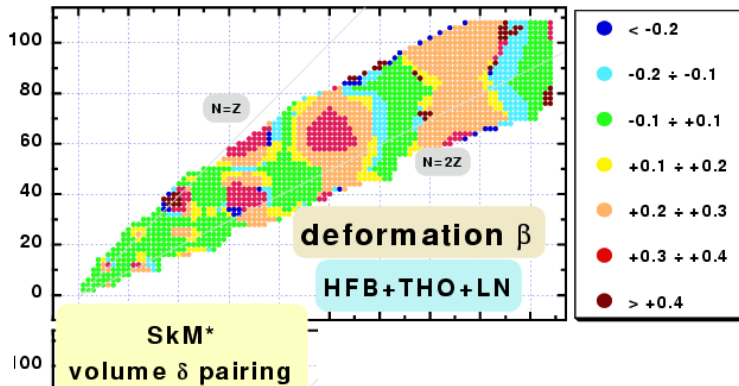 100
80
60
40
20
0
N=Z
N=2Z
deformation β
HFB+THO+LN
SkM*
volume δ pairing
100
< -0.2
-0.2 ÷ -0.1
-0.1 ÷ +0.1
+0.1 ÷ +0.2
+0.2 ÷ +0.3
+0.3 ÷ +0.4
> +0.4